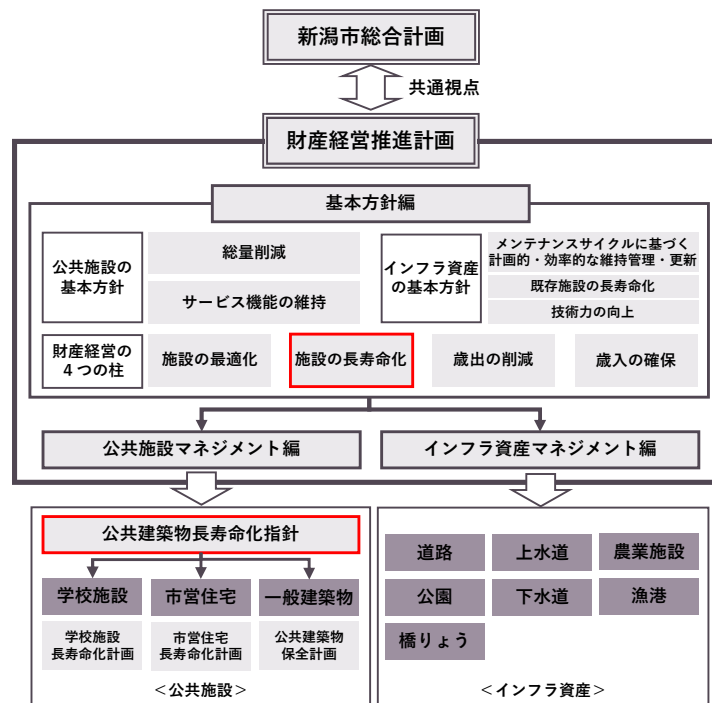 新潟市総合計画
共通視点
財産経営推進計画
基本方針編
公共施設の
基本方針
総量削減
サービス機能の維持
インフラ資産
の基本方針
メンテナンスサイクルに基づく
計画的・効率的な維持管理・更新
既存施設の長寿命化
技術力の向上
財産経営の
4つの柱
施設の最適化
施設の長寿命化
歳出の削減
歳入の確保
公共施設マネジメント編
インフラ資産マネジメント編
公共建築物長寿命化指針
学校施設
市営住宅
一般建築物
学校施設
長寿命化計画
市営住宅
長寿命化計画
公共建築物
保全計画
＜公共施設＞
道路
上水道
農業施設
公園
下水道
漁港
橋りょう
＜インフラ資産＞